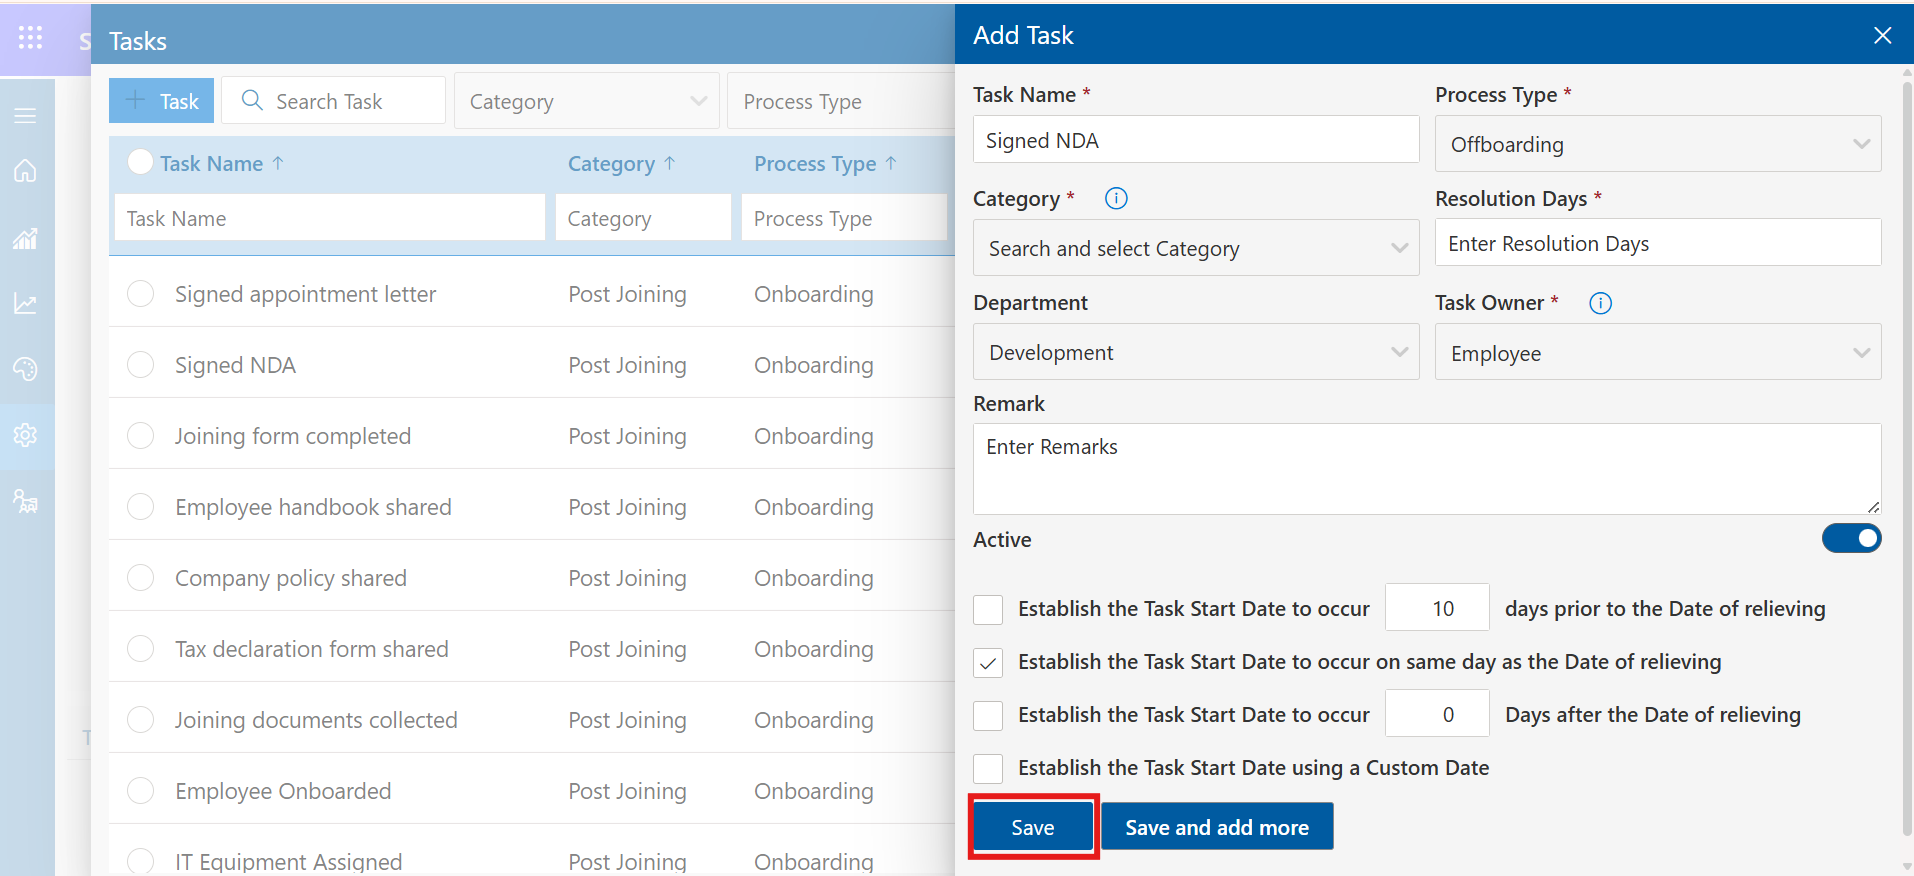 S
Tasks
Task
Search Task
Category
Process Type
Task Name ↑
Category ↑
Process Type ↑
Task Name
Category
Process Type
Signed appointment letter Post Joining Onboarding
Signed NDA Post Joining Onboarding
Joining form completed Post Joining Onboarding
Employee handbook shared Post Joining Onboarding
Company policy shared Post Joining Onboarding
Tax declaration form shared Post Joining Onboarding
Joining documents collected Post Joining Onboarding
T
Employee Onboarded Post Joining Onboarding
IT Equipment Assigned Post Joining Onboarding
Add Task
Task Name *
Process Type *
Signed NDA
Offboarding
Category *
Resolution Days *
Search and select Category
Enter Resolution Days
Department
Task Owner *
Development
Employee
Remark
Enter Remarks
Active
Establish the Task Start Date to occur 10 days prior to the Date of relieving
Establish the Task Start Date to occur on same day as the Date of relieving
Establish the Task Start Date to occur 0 Days after the Date of relieving
Establish the Task Start Date using a Custom Date
Save
Save and add more